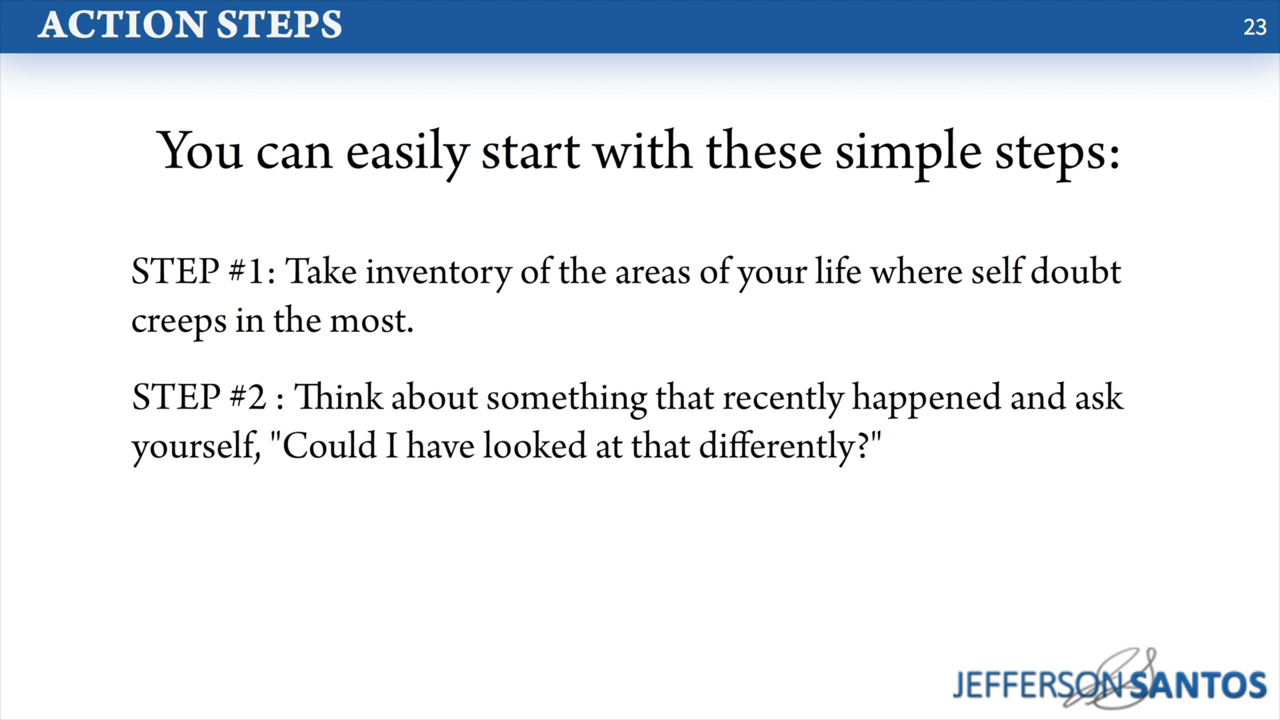 ACTION STEPS
23
You can easily start with these simple steps:
STEP #1: Take inventory of the areas of your life where self doubt
creeps in the most.
STEP #2 : Think about something that recently happened and ask
yourself, "Could I have looked at that differently?"
JEFFERSON SANTOS